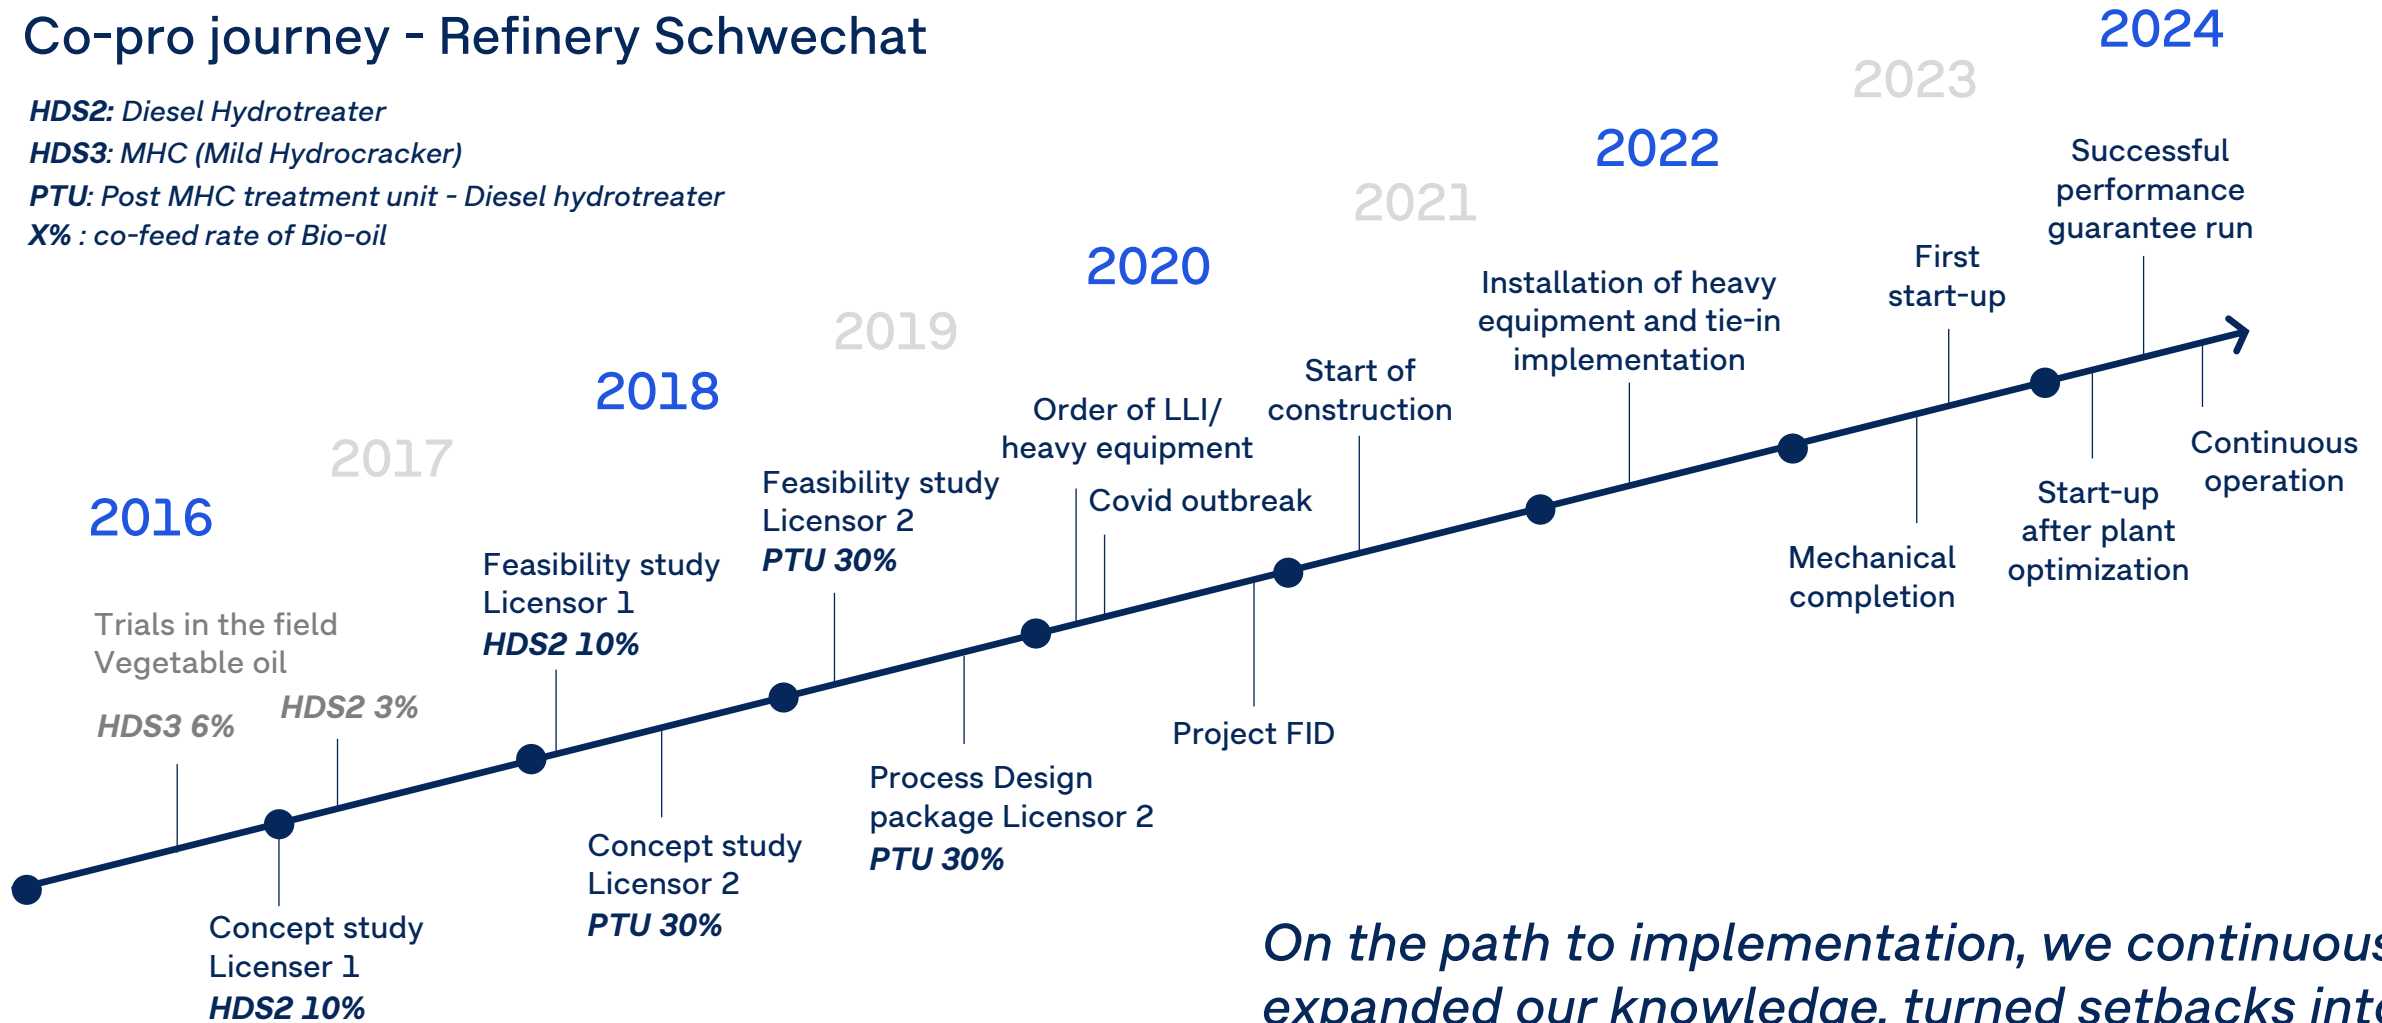 Co-pro journey - Refinery Schwechat
HDS2: Diesel Hydrotreater
HDS3: MHC (Mild Hydrocracker)
PTU: Post MHC treatment unit - Diesel hydrotreater
X% : co-feed rate of Bio-oil
2016
2017
2018
2019
2020
2021
2022
2023
2024
Trials in the field
Vegetable oil
HDS3 6%
HDS2 3%
Concept study
Licenser 1
HDS2 10%
Feasibility study
Licensor 1
HDS2 10%
Concept study
Licensor 2
PTU 30%
Feasibility study
Licensor 2
PTU 30%
Process Design
package Licensor 2
PTU 30%
Order of LLI/
heavy equipment
Covid outbreak
Project FID
Start of
construction
Installation of heavy
equipment and tie-in
implementation
Mechanical
completion
First
start-up
Start-up
after plant
optimization
Successful
performance
guarantee run
Continuous
operation
On the path to implementation, we continuous
expanded our knowledge, turned setbacks into